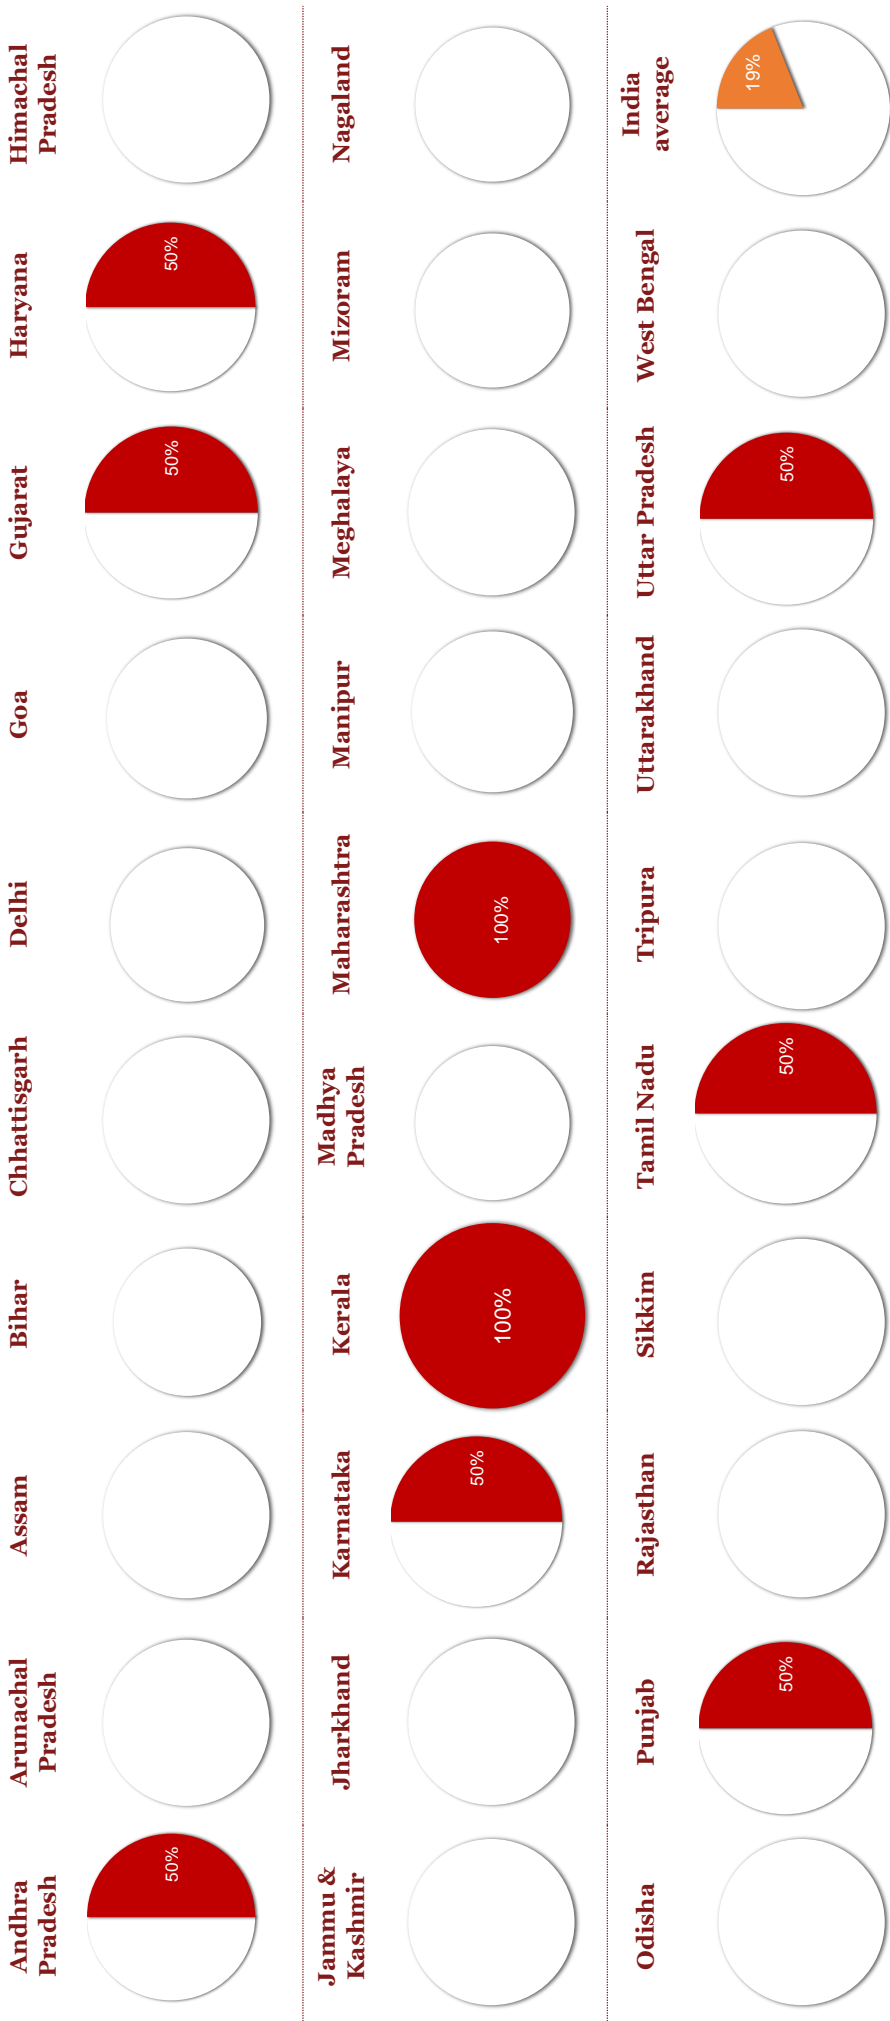 Andhra
Pradesh
50%
Arunachal
Pradesh
Assam
Bihar
Chhattisgarh
Delhi
Goa
Gujarat
50%
Haryana
50%
Himachal
Pradesh
Jammu &
Kashmir
Jharkhand
Karnataka
50%
Kerala
100%
Madhya
Pradesh
Maharashtra
100%
Manipur
Meghalaya
Mizoram
Nagaland
Odisha
Punjab
50%
Rajasthan
Sikkim
Tamil Nadu
50%
Tripura
Uttarakhand
Uttar Pradesh
50%
West Bengal
India
average
19%